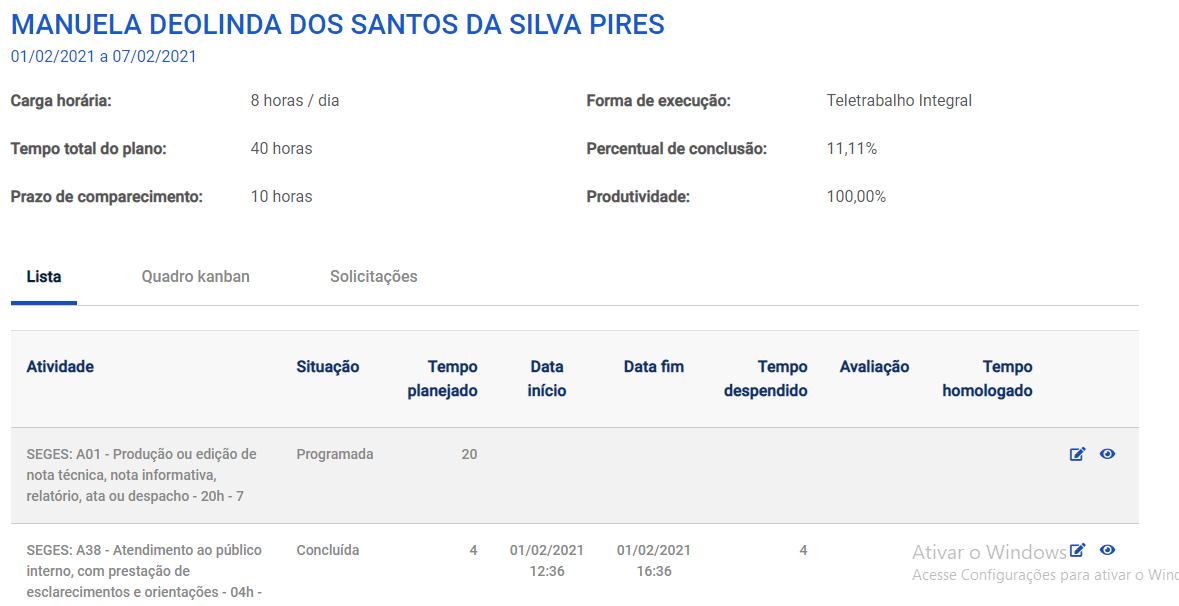 MANUELA DEOLINDA DOS SANTOS DA SILVA PIRES
01/02/2021 a 07/02/2021
Carga horária: 8 horas / dia Forma de execução: Teletrabalho Integral
Tempo total do plano: 40 horas Percentual de conclusão: 11,11%
Prazo de comparecimento: 10 horas Produtividade: 100,00%
Lista Quadro kanban Solicitações
Atividade Situação Tempo Data Data fim Tempo Avaliação Tempo
planejado início despendido homologado
SEGES: A01 - Produção ou edição de Programada 20
nota técnica, nota informativa,
relatório, ata ou despacho - 20h - 7
SEGES: A38 - Atendimento ao público Concluída 4 01/02/2021 01/02/2021 4 Ativar o Windows
interno, com prestação de 12:36 16:36 Acesse Configurações para ativar o Winc
esclarecimentos e orientações - 04h -